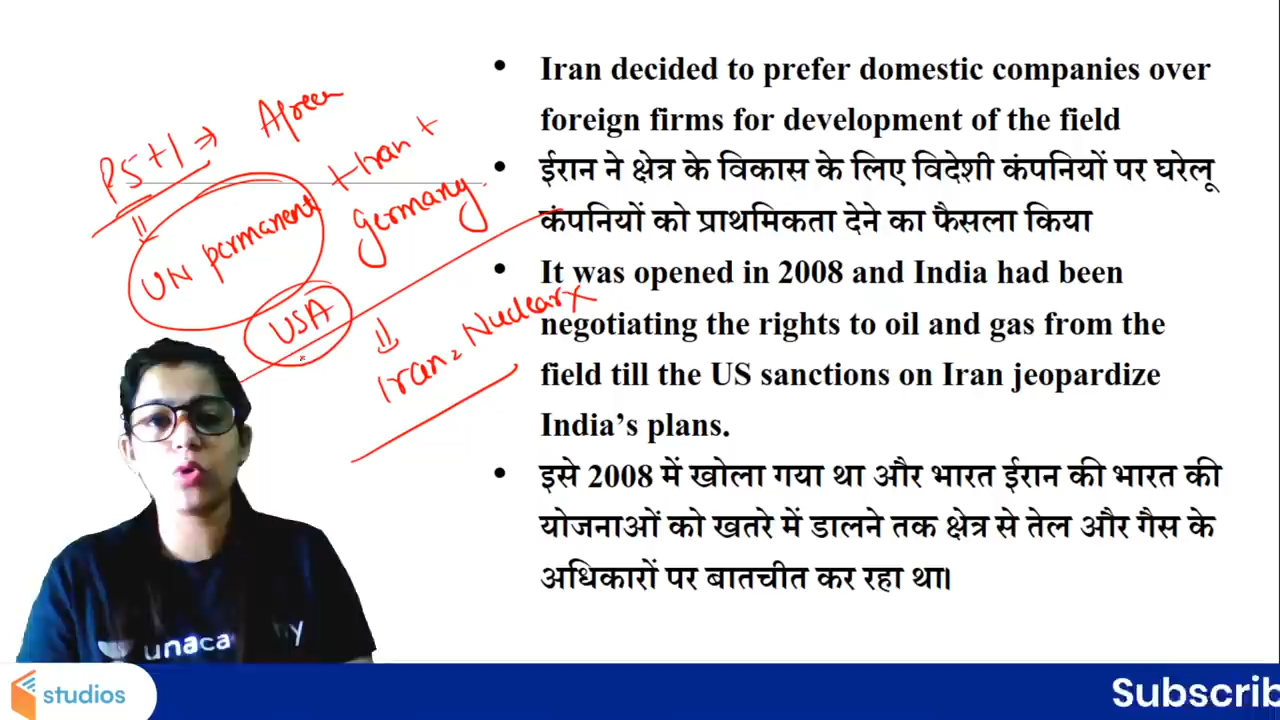 P5+1 ⇒ Agree
UN permanent
+ Iran +
Germany
USA
Iran, Nuclear X
• Iran decided to prefer domestic companies over
foreign firms for development of the field
• ईरान ने क्षेत्र के विकास के लिए विदेशी कंपनियों पर घरेलू
कंपनियों को प्राथमिकता देने का फैसला किया
• It was opened in 2008 and India had been
negotiating the rights to oil and gas from the
field till the US sanctions on Iran jeopardize
India’s plans.
• इसे 2008 में खोला गया था और भारत ईरान की भारत की
योजनाओं को खतरे में डालने तक क्षेत्र से तेल और गैस के
अधिकारों पर बातचीत कर रहा था।
unaca my
studios
Subscrib